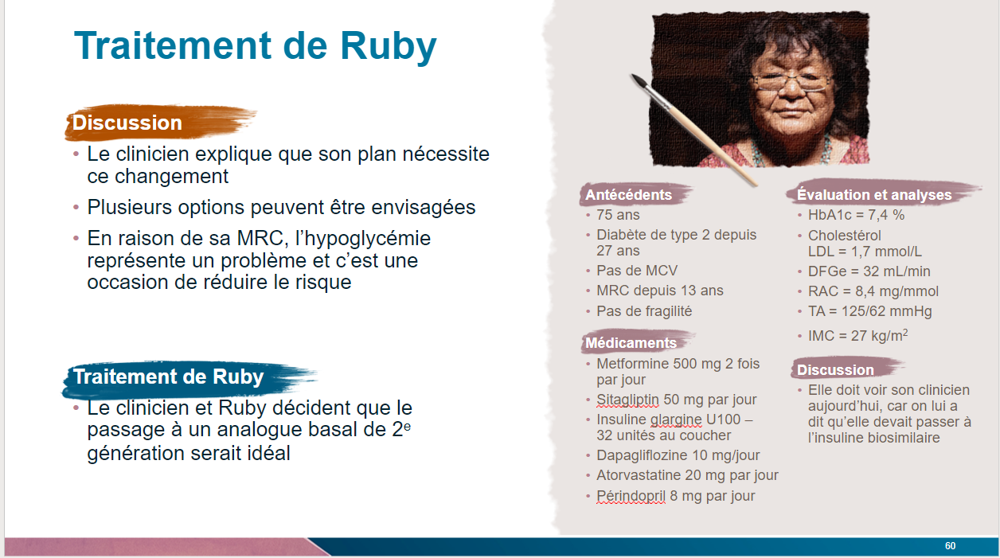 Traitement de Ruby
Discussion
• Le clinicien explique que son plan nécessite
ce changement
• Plusieurs options peuvent être envisagées
• En raison de sa MRC, l’hypoglycémie
représente un problème et c’est une
occasion de réduire le risque
Traitement de Ruby
• Le clinicien et Ruby décident que le
passage à un analogue basal de 2e
génération serait idéal
Antécédents
• 75 ans
• Diabète de type 2 depuis
27 ans
• Pas de MCV
• MRC depuis 13 ans
• Pas de fragilité
Médicaments
• Metformine 500 mg 2 fois
par jour
• Sitagliptin 50 mg par jour
• Insuline glargine U100 –
32 unités au coucher
• Dapagliflozine 10 mg/jour
• Atorvastatine 20 mg par jour
• Périndopril 8 mg par jour
Évaluation et analyses
• HbA1c = 7,4 %
• Cholestérol
LDL = 1,7 mmol/L
• DFGe = 32 mL/min
• RAC = 8,4 mg/mmol
• TA = 125/62 mmHg
• IMC = 27 kg/m²
Discussion
• Elle doit voir son clinicien
aujourd’hui, car on lui a
dit qu’elle devait passer à
l’insuline biosimilaire
60